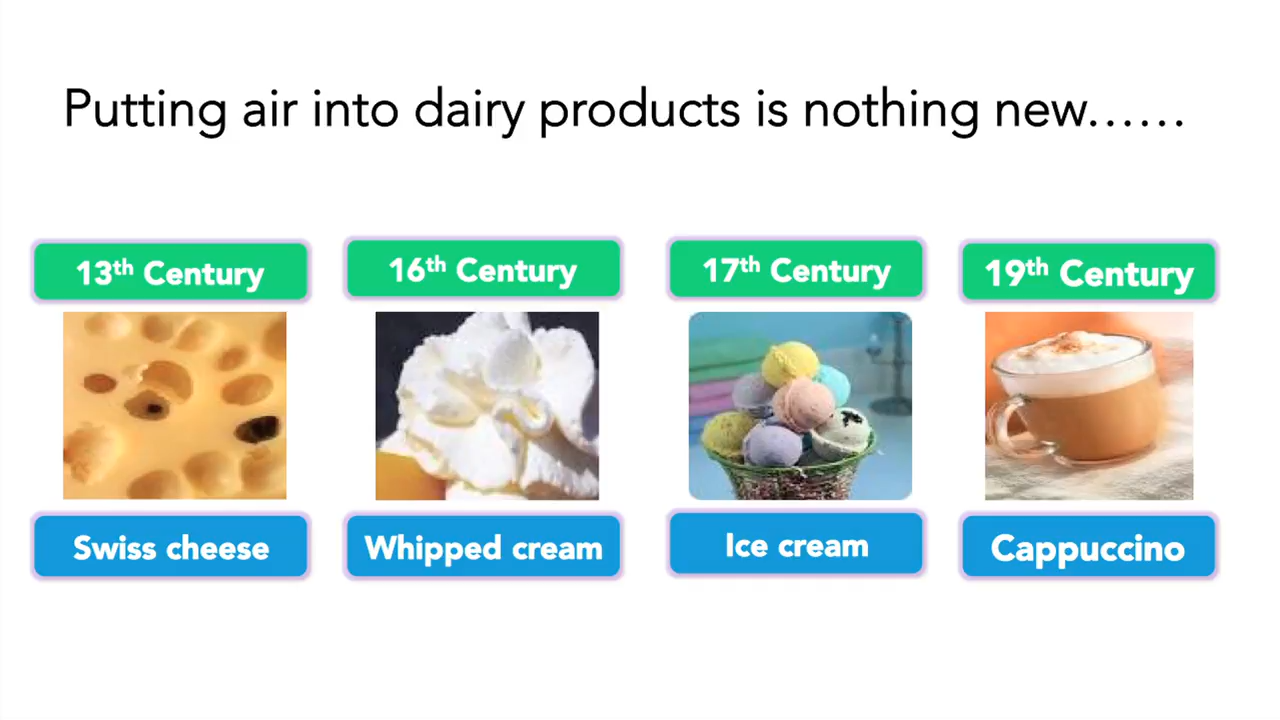 Putting air into dairy products is nothing new……
13th Century
16th Century
17th Century
19th Century
Swiss cheese
Whipped cream
Ice cream
Cappuccino